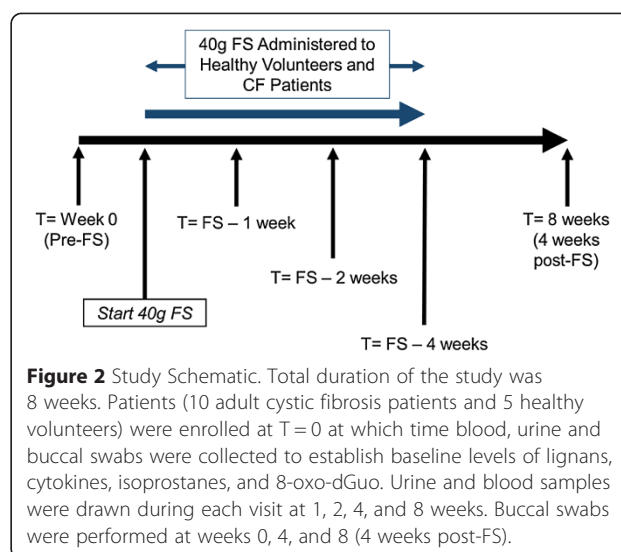 40g FS Administered to
Healthy Volunteers and
CF Patients
T= Week 0
(Pre-FS)
Start 40g FS
T= FS – 1 week
T= FS – 2 weeks
T= FS – 4 weeks
T= 8 weeks
(4 weeks
post-FS)
Figure 2 Study Schematic. Total duration of the study was
8 weeks. Patients (10 adult cystic fibrosis patients and 5 healthy
volunteers) were enrolled at T = 0 at which time blood, urine and
buccal swabs were collected to establish baseline levels of lignans,
cytokines, isoprostanes, and 8-oxo-dGuo. Urine and blood samples
were drawn during each visit at 1, 2, 4, and 8 weeks. Buccal swabs
were performed at weeks 0, 4, and 8 (4 weeks post-FS).